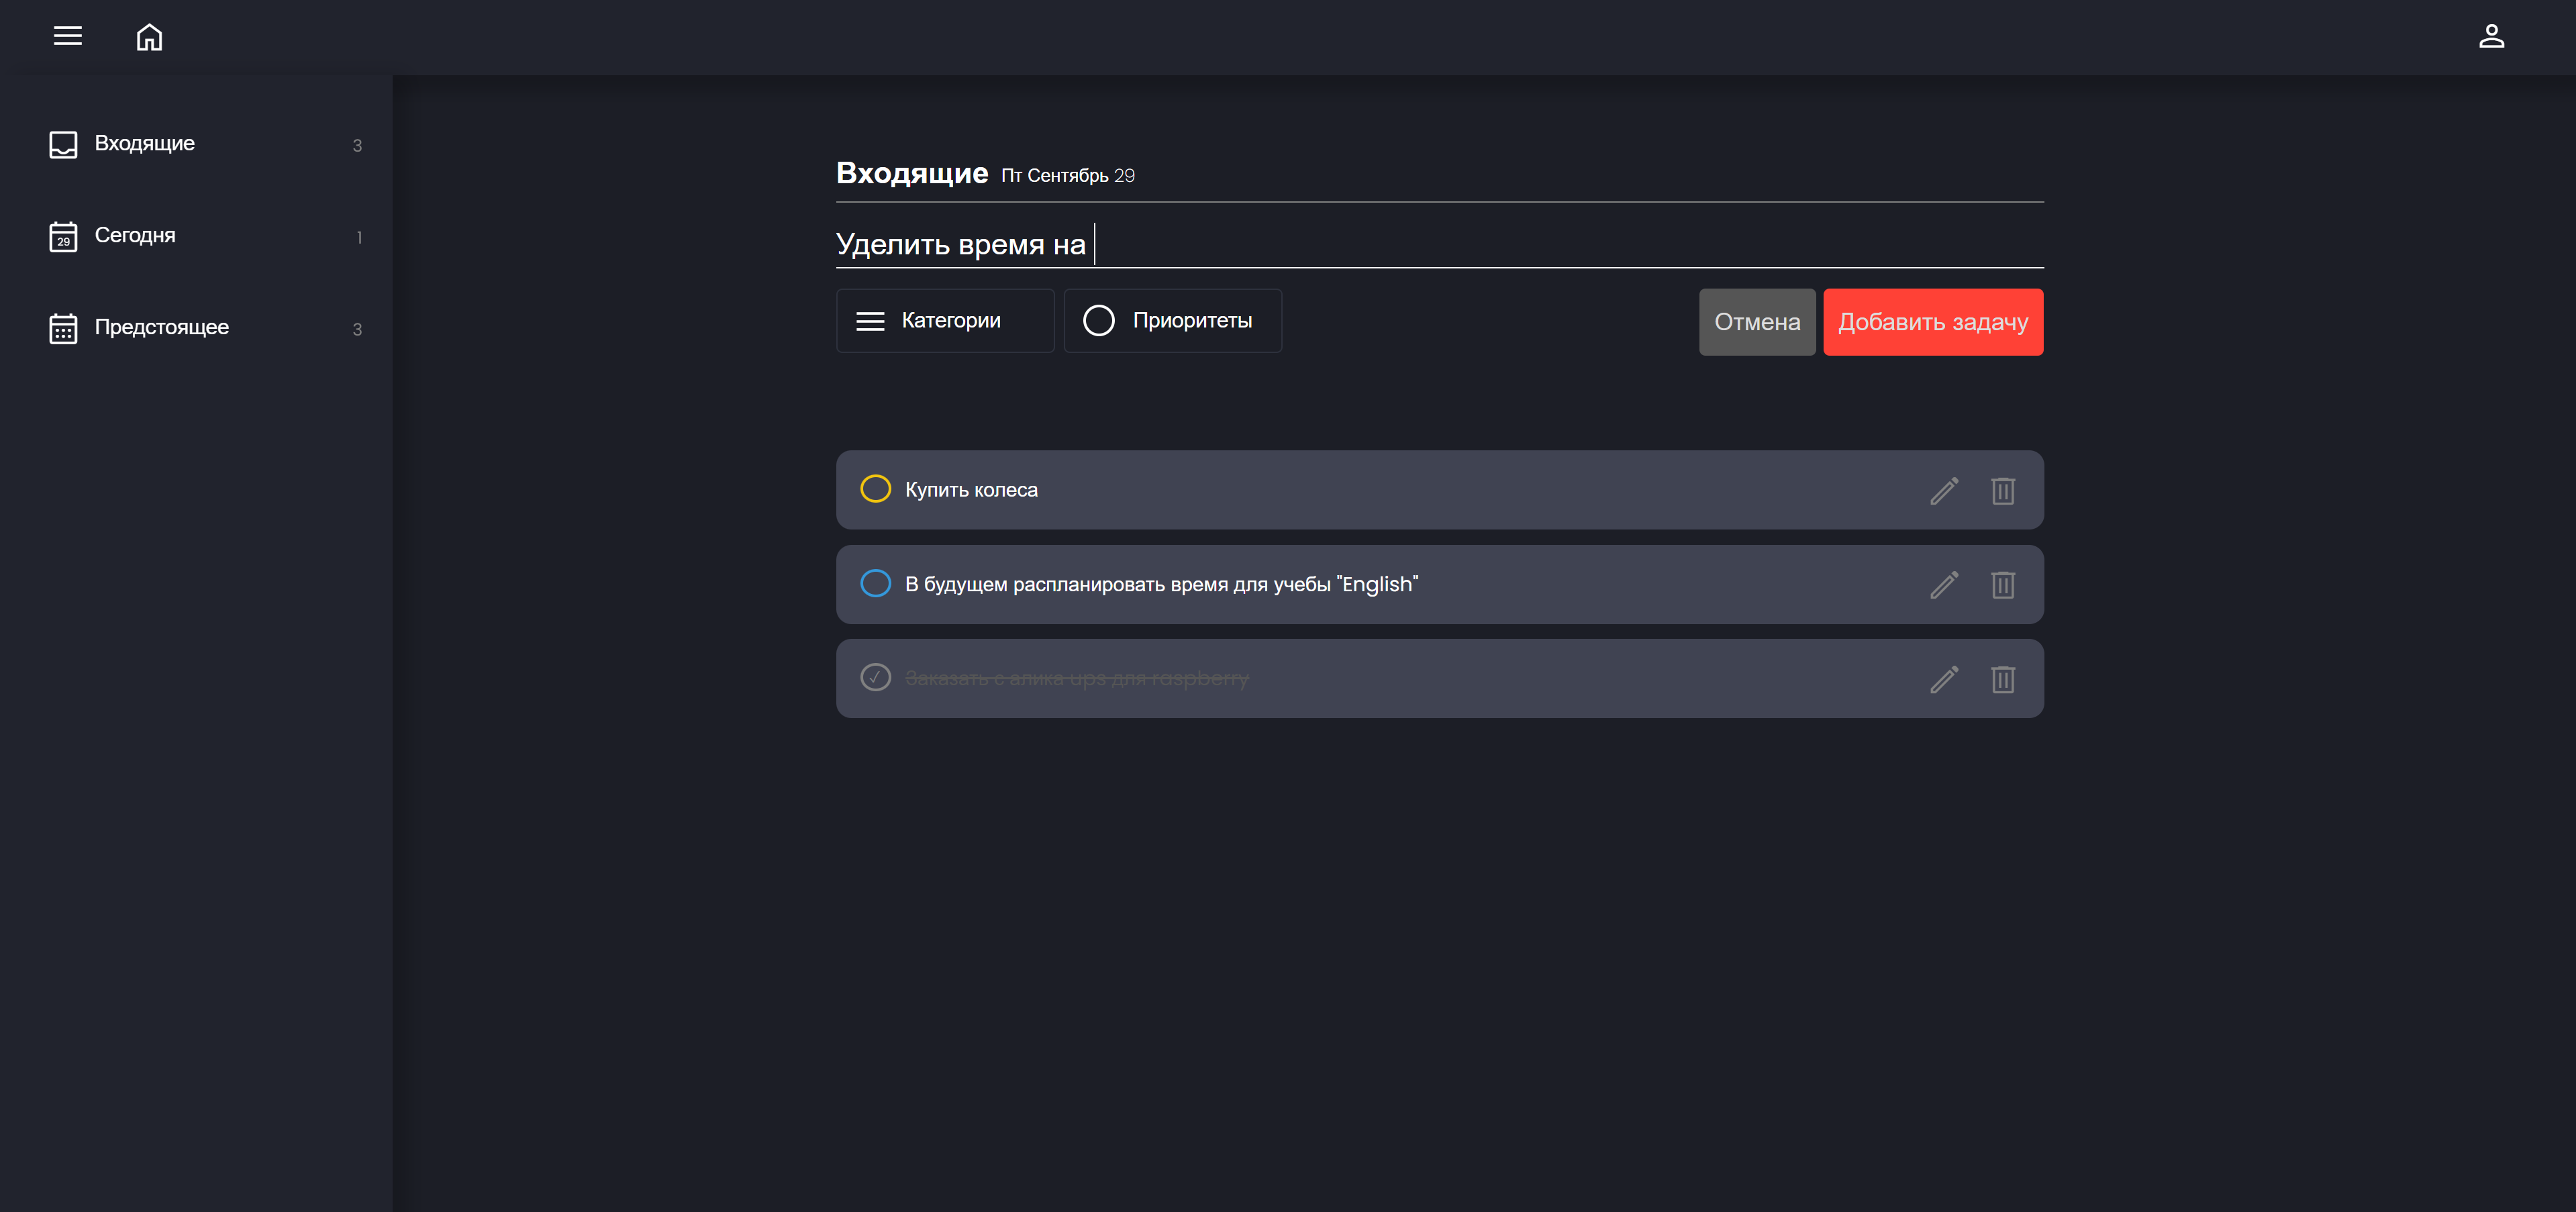 Входящие 3
29 Сегодня 1
Предстоящее 3
Входящие Пт Сентябрь 29
Уделить время на
Категории Приоритеты Отмена Добавить задачу
Купить колеса
В будущем распланировать время для учебы "English"
Заказать с алика ups для raspberry